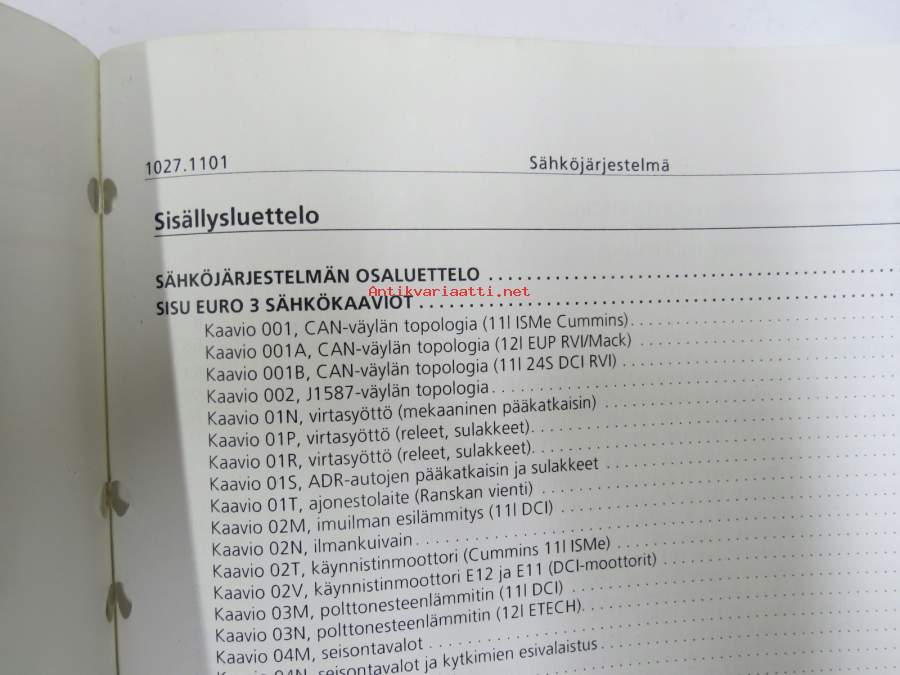 1027.1101 Sähköjärjestelmä
Sisällysluettelo
SÄHKÖJÄRJESTELMÄN OSALUETTELO
Antikvariaatti.net
SISU EURO 3 SÄHKÖKAAVIOT
Kaavio 001, CAN-väylän topologia (11l ISMe Cummins)
Kaavio 001A, CAN-väylän topologia (12l EUP RVI/Mack)
Kaavio 001B, CAN-väylän topologia (11l 24S DCI RVI)
Kaavio 002, J1587-väylän topologia
Kaavio 01N, virtasyöttö (mekaaninen pääkatkaisin)
Kaavio 01P, virtasyöttö (releet, sulakkeet)
Kaavio 01R, virtasyöttö (releet, sulakkeet)
Kaavio 01S, ADR-autojen pääkatkaisin ja sulakkeet
Kaavio 01T, ajonestolaite (Ranskan vienti)
Kaavio 02M, imuilman esilämmitys (11l DCI)
Kaavio 02N, ilmankuivain
Kaavio 02T, käynnistinmoottori (Cummins 11l ISMe)
Kaavio 02V, käynnistinmoottori E12 ja E11 (DCI-moottorit)
Kaavio 03M, polttonesteenlämmitin (11l DCI)
Kaavio 03N, polttonesteenlämmitin (12l ETECH)
Kaavio 04M, seisontavalot
Kaavio 04N, seisontavalot ja kytkimien esivalaistus